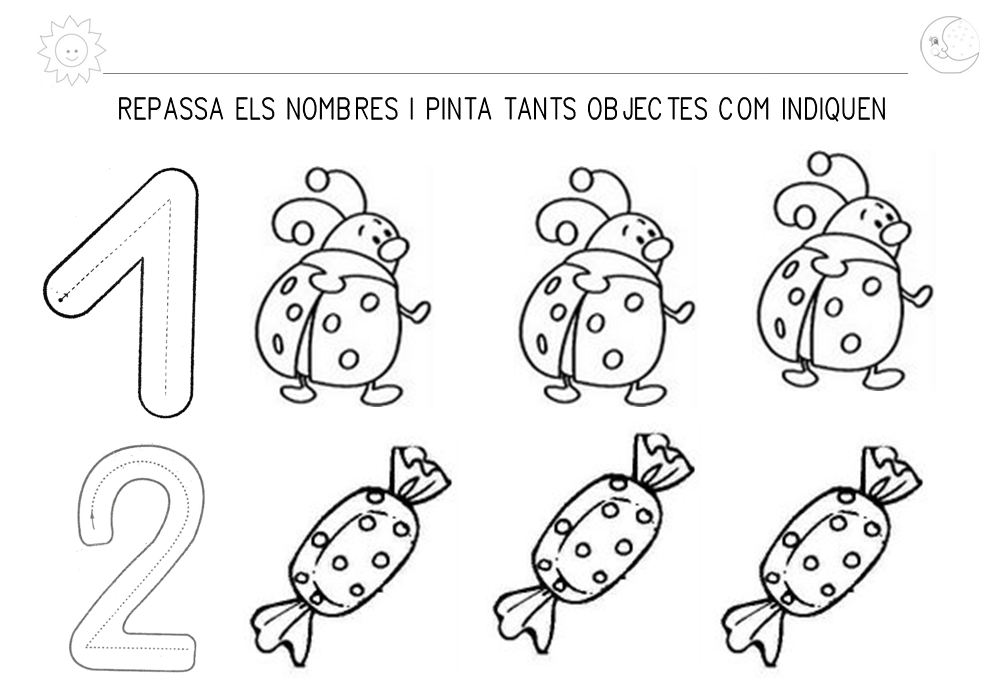 REPASSA ELS NOMBRES I PINTA TANTS OBJECTES COM INDIQUEN
1
2